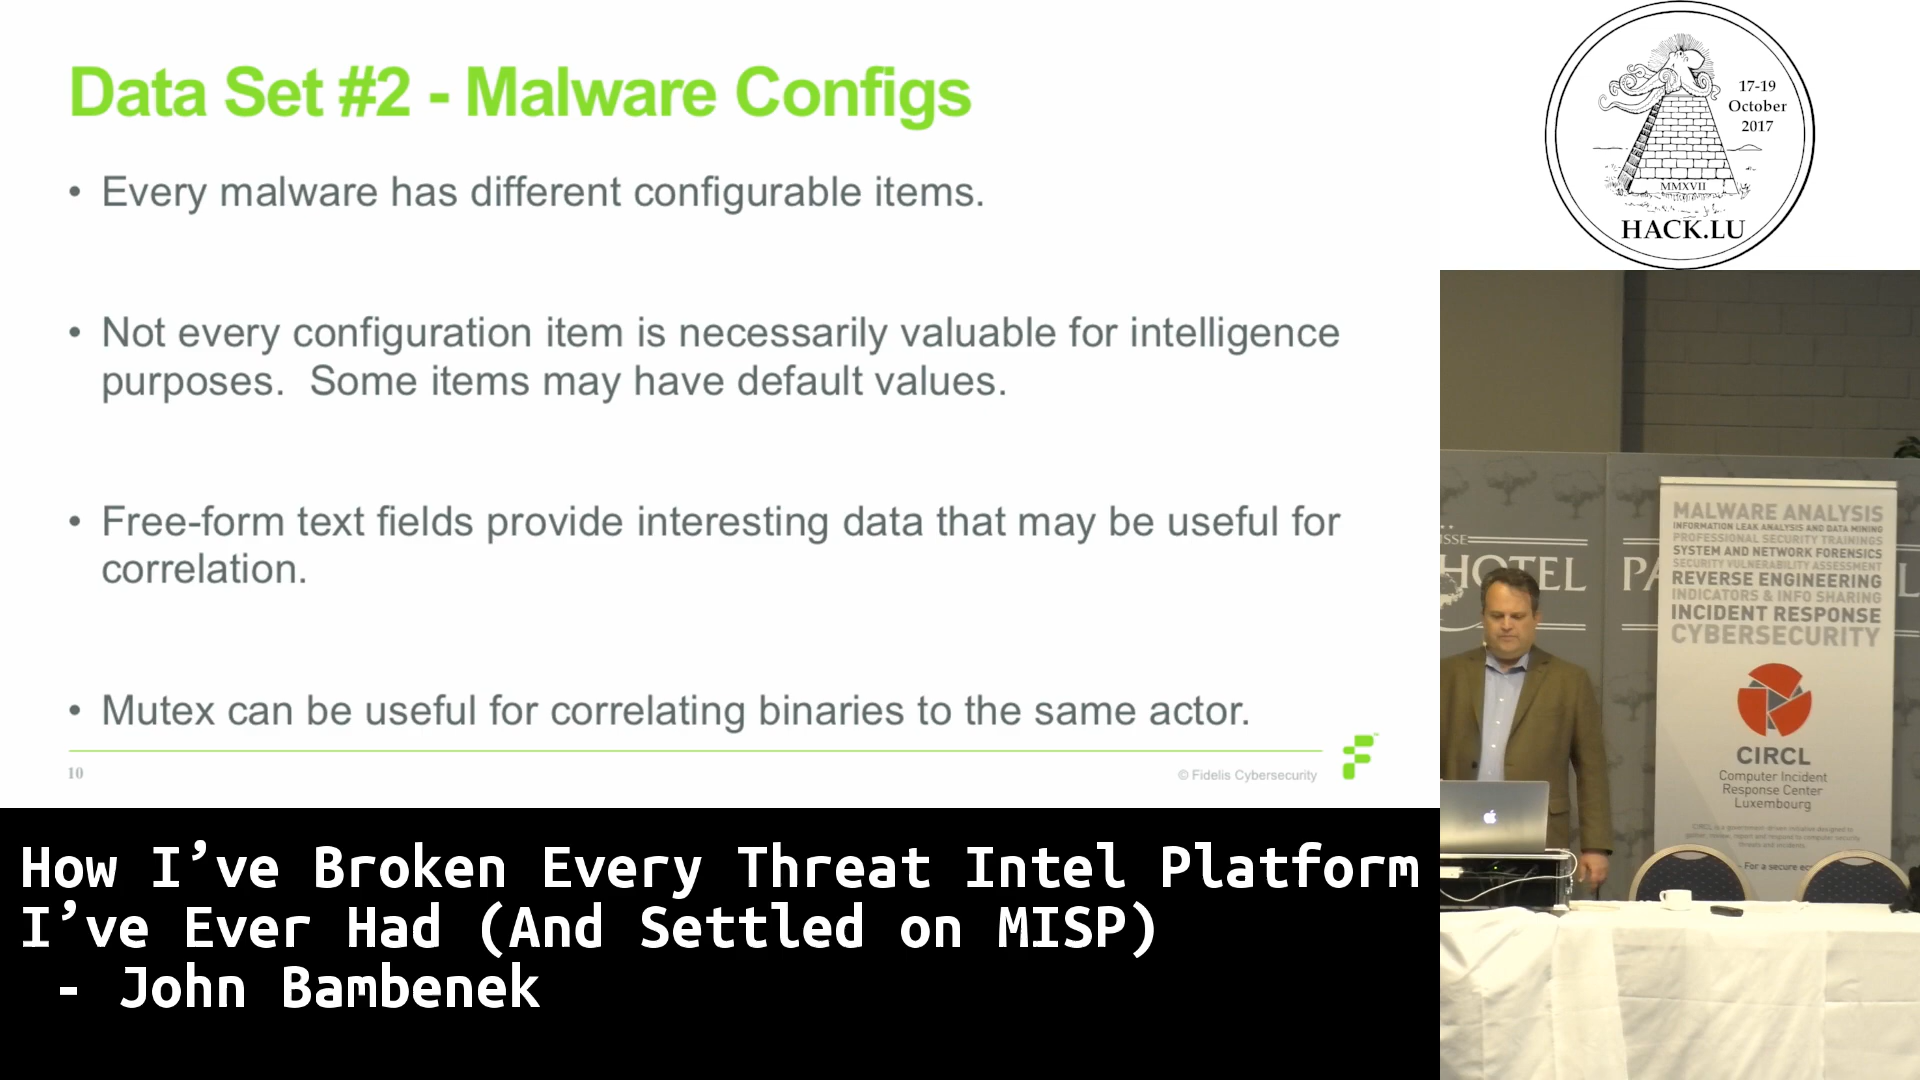 Data Set #2 - Malware Configs
• Every malware has different configurable items.
• Not every configuration item is necessarily valuable for intelligence
purposes. Some items may have default values.
• Free-form text fields provide interesting data that may be useful for
correlation.
• Mutex can be useful for correlating binaries to the same actor.
10
© Fidelis Cybersecurity
17-19
October
2017
MMXVII
HACK.LU
SSE
HOTEL
PA
L
MALWARE ANALYSIS
INFORMATION LEAK ANALYSIS AND DATA MINING
PROFESSIONAL SECURITY TRAININGS
SYSTEM AND NETWORK FORENSICS
SECURITY VULNERABILITY ASSESSMENT
REVERSE ENGINEERING
INDICATORS & INFO SHARING
INCIDENT RESPONSE
CYBERSECURITY
CIRCL
Computer Incident
Response Center
Luxembourg
- For a secure
How I’ve Broken Every Threat Intel Platform
I’ve Ever Had (And Settled on MISP)
- John Bambenek